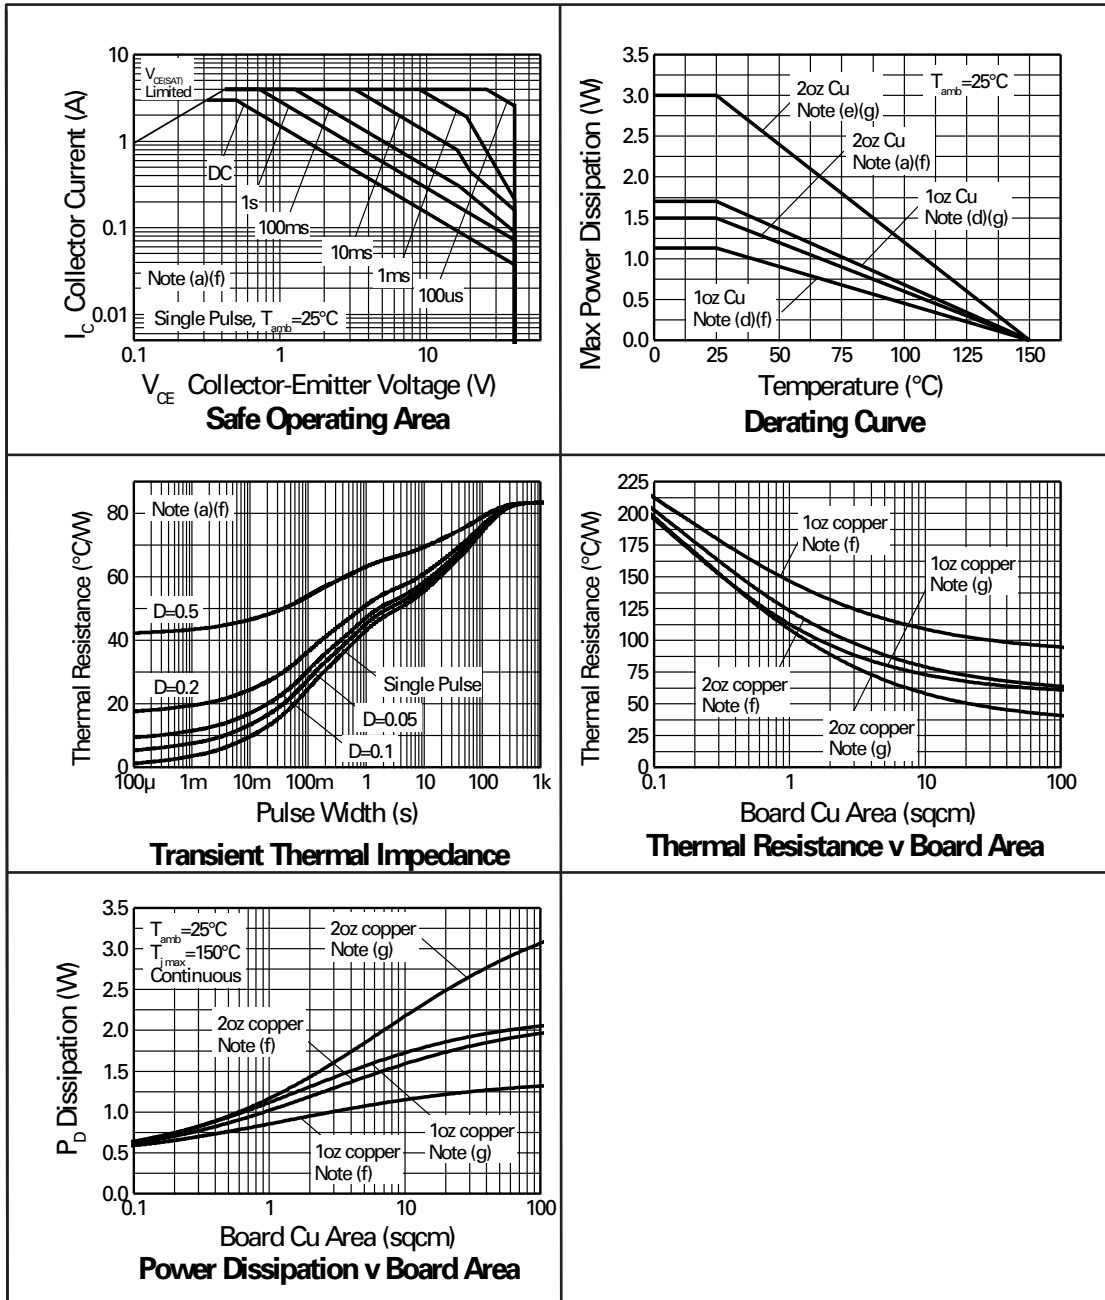 10
1
0.1
0.01
I_C Collector Current (A)
V_CE(SAT)
Limited
DC
1s
100ms
10ms
1ms
100us
Note (a)(f)
Single Pulse, T_amb=25°C
0.1 1 10
V_CE Collector-Emitter Voltage (V)
Safe Operating Area
3.5
3.0
2.5
2.0
1.5
1.0
0.5
0.0
Max Power Dissipation (W)
T_amb=25°C
2oz Cu
Note (e)(g)
2oz Cu
Note (a)(f)
1oz Cu
Note (d)(g)
1oz Cu
Note (d)(f)
0 25 50 75 100 125 150
Temperature (°C)
Derating Curve
80
60
40
20
0
Thermal Resistance (°C/W)
Note (a)(f)
D=0.5
D=0.2
Single Pulse
D=0.05
D=0.1
100µ 1m 10m 100m 1 10 100 1k
Pulse Width (s)
Transient Thermal Impedance
225
200
175
150
125
100
75
50
25
0
Thermal Resistance (°C/W)
1oz copper
Note (f)
1oz copper
Note (g)
2oz copper
Note (f)
2oz copper
Note (g)
0.1 1 10 100
Board Cu Area (sqcm)
Thermal Resistance v Board Area
3.5
3.0
2.5
2.0
1.5
1.0
0.5
0.0
P_D Dissipation (W)
T_amb=25°C
T_j max=150°C
Continuous
2oz copper
Note (g)
2oz copper
Note (f)
1oz copper
Note (g)
1oz copper
Note (f)
0.1 1 10 100
Board Cu Area (sqcm)
Power Dissipation v Board Area